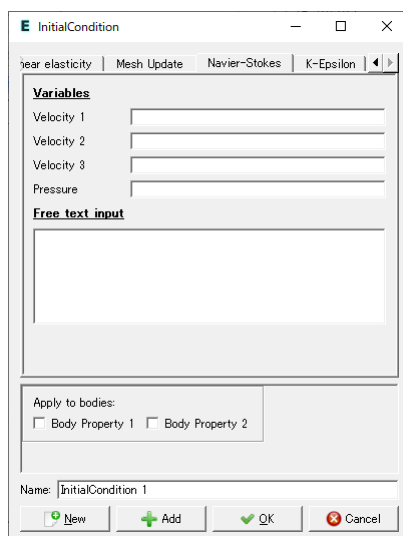 E InitialCondition
near elasticity Mesh Update Navier-Stokes K-Epsilon
Variables
Velocity 1
Velocity 2
Velocity 3
Pressure
Free text input
Apply to bodies:
Body Property 1 Body Property 2
Name: InitialCondition 1
New Add OK Cancel